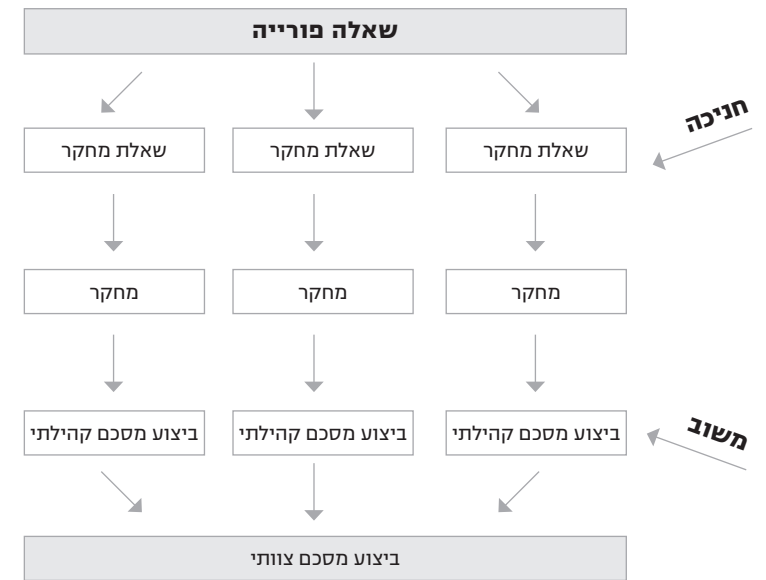 שאלה פורייה
חניכה
שאלת מחקר
שאלת מחקר
שאלת מחקר
מחקר
מחקר
מחקר
משוב
ביצוע מסכם קהילתי
ביצוע מסכם קהילתי
ביצוע מסכם קהילתי
ביצוע מסכם צוותי